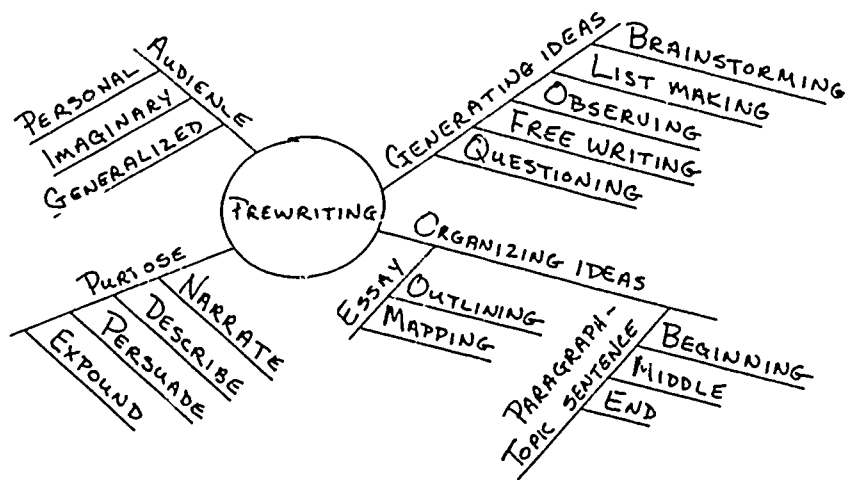 PREWRITING
AUDIENCE
PERSONAL
IMAGINARY
GENERALIZED
GENERATING IDEAS
BRAINSTORMING
LIST MAKING
OBSERVING
FREE WRITING
QUESTIONING
ORGANIZING IDEAS
ESSAY
OUTLINING
MAPPING
PARAGRAPH-
TOPIC SENTENCE
BEGINNING
MIDDLE
END
PURPOSE
NARRATE
DESCRIBE
PERSUADE
EXPOUND